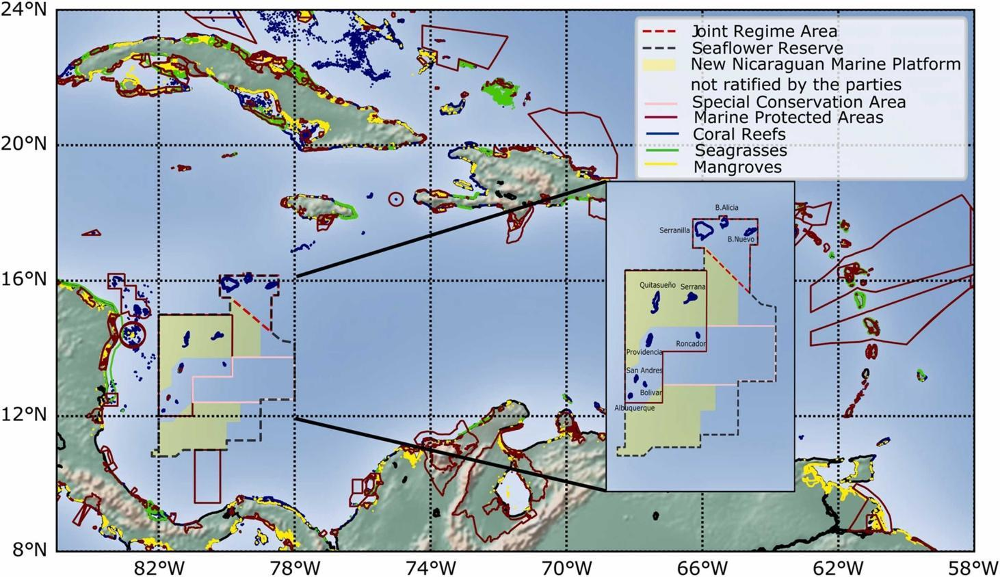 24°N
20°N
16°N
12°N
8°N
Joint Regime Area
Seaflower Reserve
New Nicaraguan Marine Platform
not ratified by the parties
Special Conservation Area
Marine Protected Areas
Coral Reefs
Seagrasses
Mangroves
B.Alicia
Serranilla
B.Nuevo
Quitasueño
Serrana
Roncador
Providencia
San Andres
Bolivar
Albuquerque
82°W
78°W
74°W
70°W
66°W
62°W
58°W